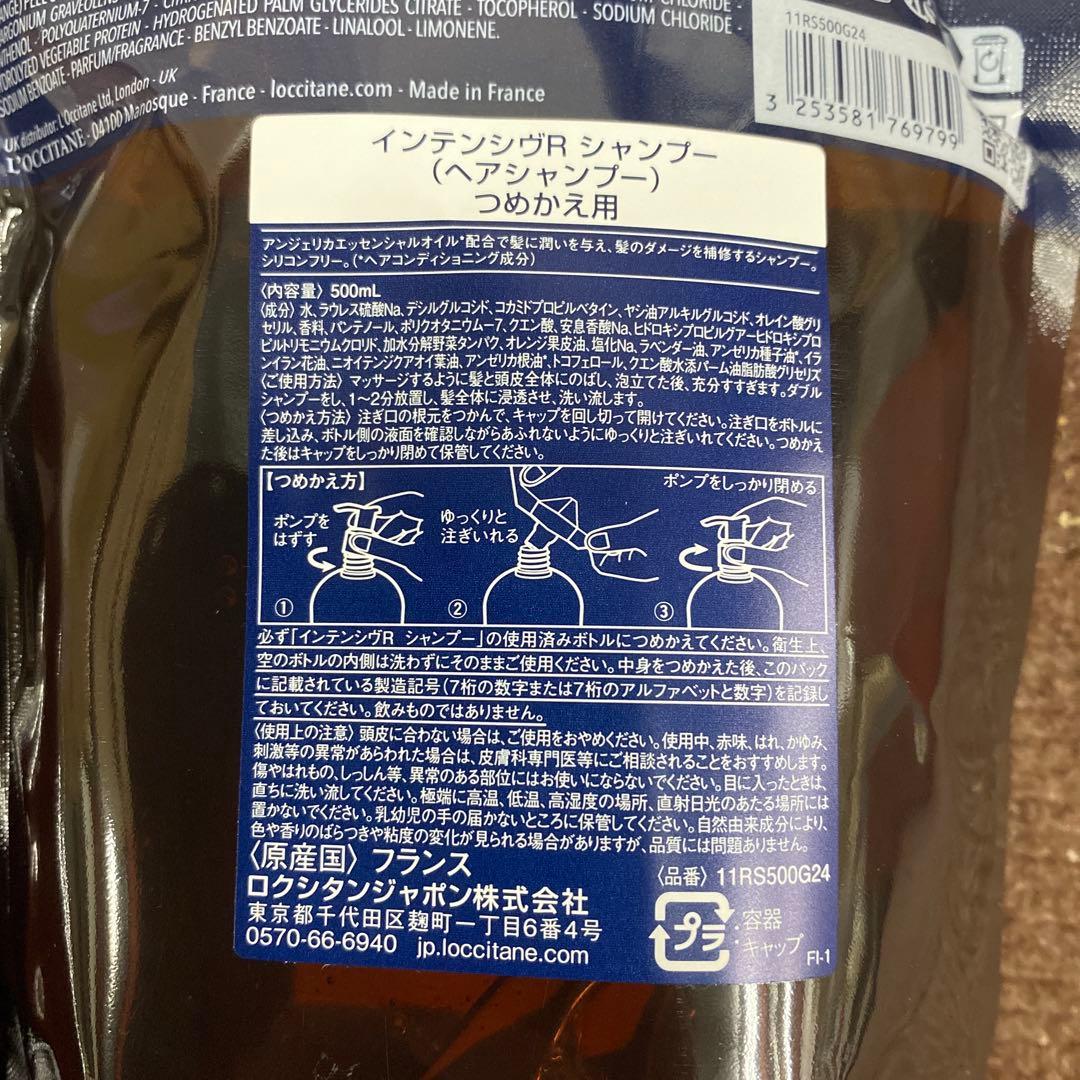 ARGONIUM GRAVEOLENS
THENOL - POLYQUATERNIUM-7 - HYDROGENATED PALM GLYCERIDES CITRATE - TOCOPHEROL - SODIUM CHLORIDE -
VEGETABLE PROTEIN - PARFUM/FRAGRANCE - BENZYL BENZOATE - LINALOOL - LIMONENE.
SODIUM BENZOATE
UK distributor: L'Occitane Ltd, London - UK
L'OCCITANE - 04100 Manosque - France - loccitane.com - Made in France
11RS500G24
3 253581 769799
インテンシヴR シャンプー
（ヘアシャンプー）
つめかえ用
アンジェリカエッセンシャルオイル*配合で髪に潤いを与え、髪のダメージを補修するシャンプー。
シリコンフリー。（*ヘアコンディショニング成分）
〈内容量〉 500mL
〈成分〉 水、ラウレス硫酸Na、デシルグルコシド、コカミドプロピルベタイン、ヤシ油アルキルグルコシド、オレイン酸グリ
セリル、香料、パンテノール、ポリクオタニウムー7、クエン酸、安息香酸Na、ヒドロキシプロピルグアーヒドロキシプロ
ピルトリモニウムクロリド、加水分解野菜タンパク、オレンジ果皮油、塩化Na、ラベンダー油、アンゼリカ種子油*、イラ
ンイラン花油、ニオイテンジクアオイ葉油、アンゼリカ根油*、トコフェロール、クエン酸水添パーム油脂肪酸グリセリズ
〈ご使用方法〉 マッサージするように髪と頭皮全体にのばし、泡立てた後、充分すすぎます。ダブル
シャンプーをし、1～2分放置し、髪全体に浸透させ、洗い流します。
〈つめかえ方法〉 注ぎ口の根元をつかんで、キャップを回し切って開けてください。注ぎ口をボトルに
差し込み、ボトル側の液面を確認しながらあふれないようにゆっくりと注ぎいれてください。つめかえ
た後はキャップをしっかり閉めて保管してください。
【つめかえ方】
ポンプを
はずす
①
ゆっくりと
注ぎいれる
②
ポンプをしっかり閉める
③
必ず「インテンシヴR シャンプー」の使用済みボトルにつめかえてください。衛生上、
空のボトルの内側は洗わずにそのままご使用ください。中身をつめかえた後、このパック
に記載されている製造記号（7桁の数字または7桁のアルファベットと数字）を記録し
ておいてください。飲みものではありません。
〈使用上の注意〉 頭皮に合わない場合は、ご使用をおやめください。使用中、赤味、はれ、かゆみ、
刺激等の異常があらわれた場合は、皮膚科専門医等にご相談されることをおすすめします。
傷やはれもの、しっしん等、異常のある部位にはお使いにならないでください。目に入ったときは、
直ちに洗い流してください。極端に高温、低温、高湿度の場所、直射日光のあたる場所には
置かないでください。乳幼児の手の届かないところに保管してください。自然由来成分により、
色や香りのばらつきや粘度の変化が見られる場合がありますが、品質には問題ありません。
〈原産国〉 フランス
〈品番〉 11RS500G24
ロクシタンジャポン株式会社
東京都千代田区麹町一丁目6番4号
0570-66-6940 jp.loccitane.com
プラ
容器
キャップ
FI-1